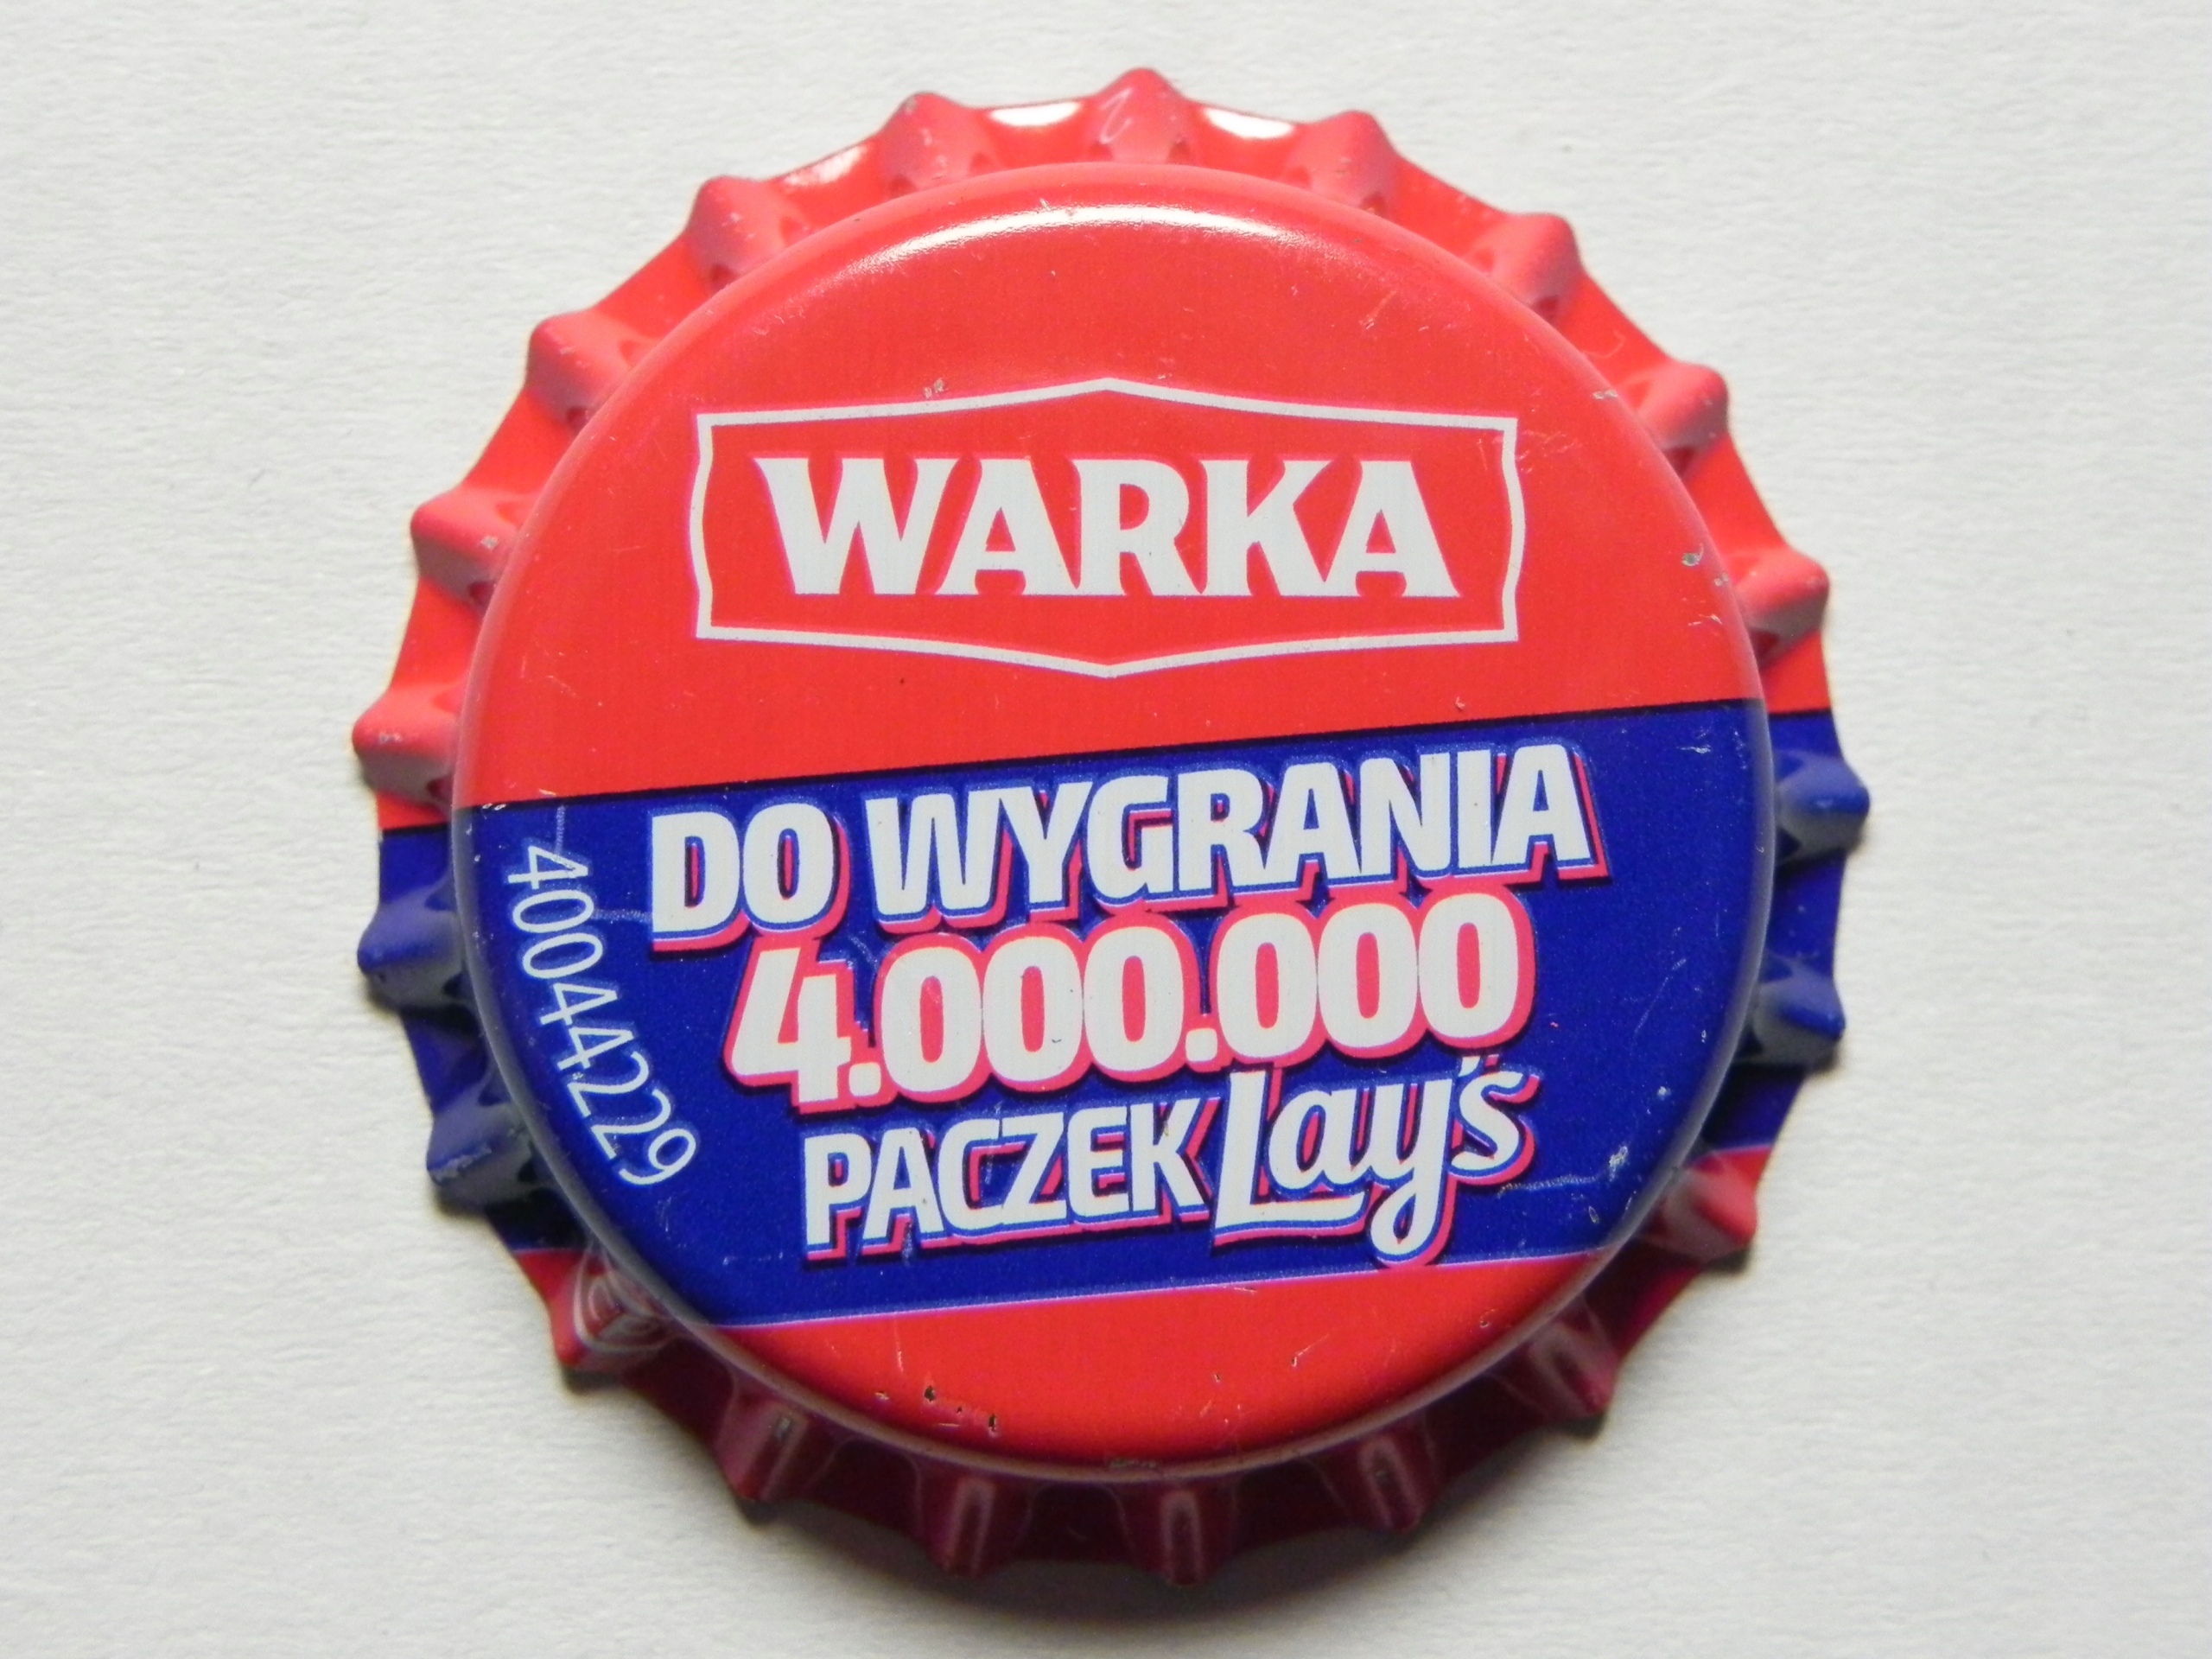 WARKA
DO WYGRANIA
4.000.000
PACZEK Lay's
40044229